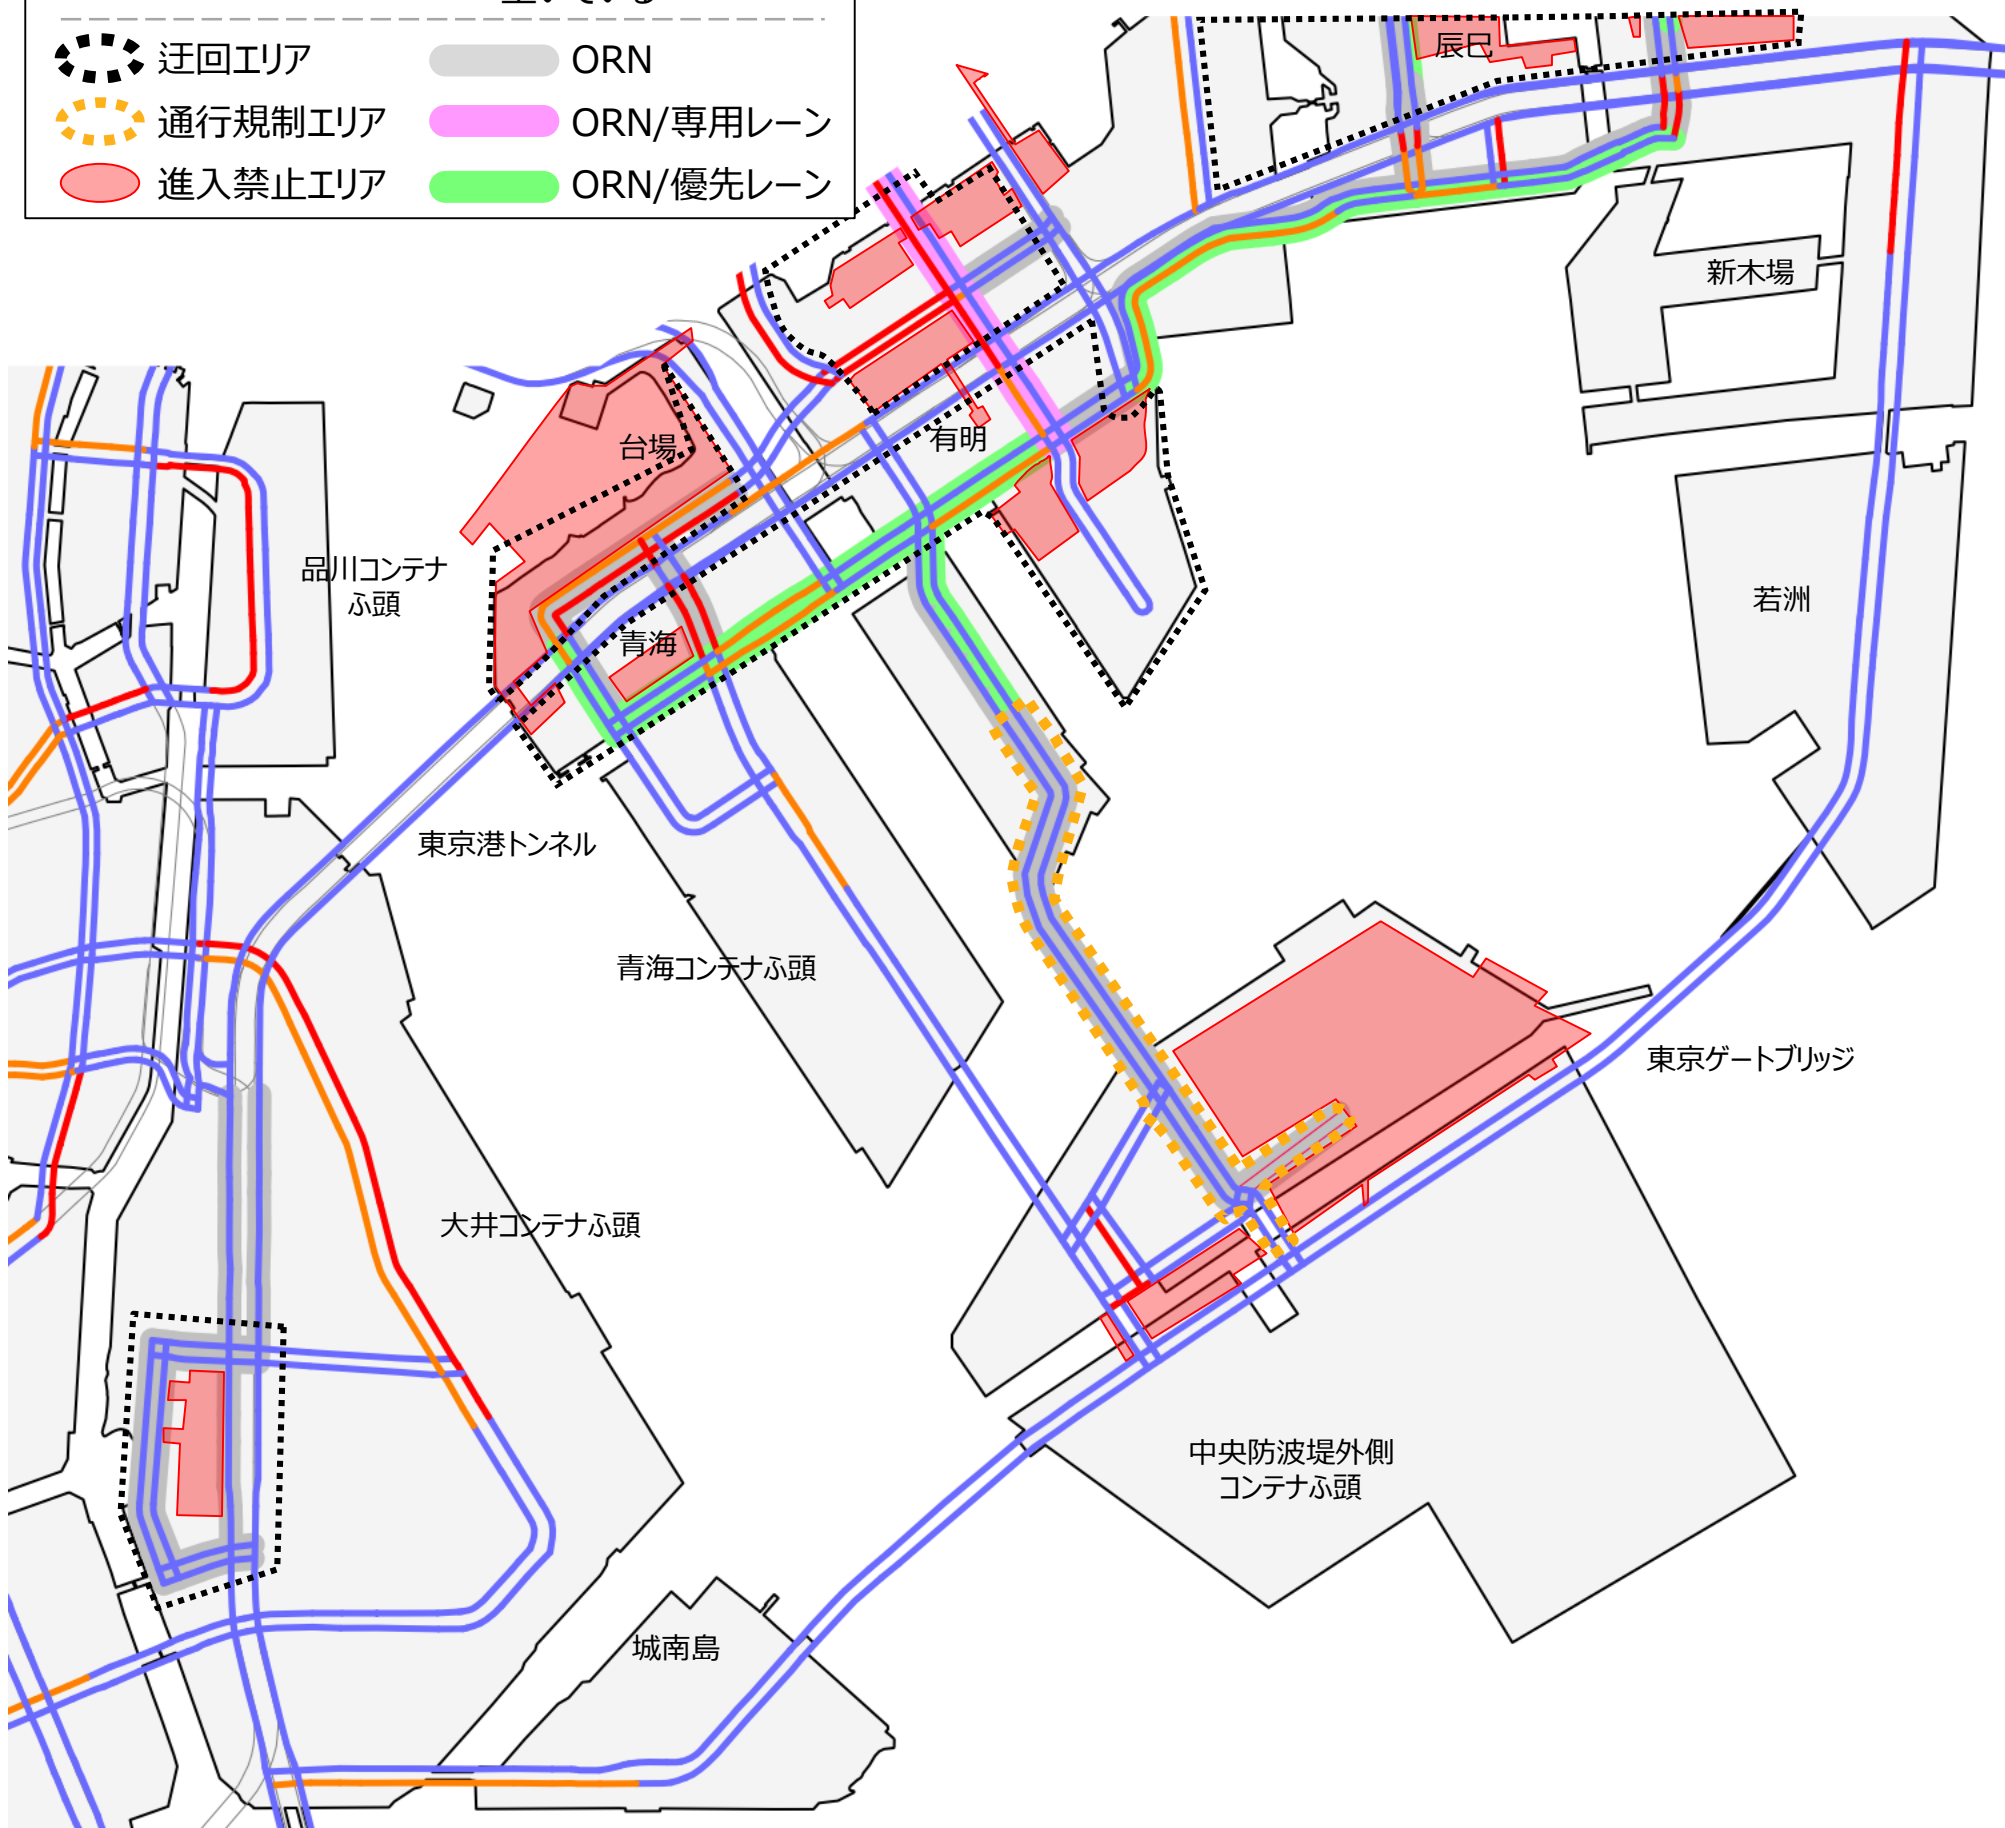 空いている
迂回エリア
ORN
通行規制エリア
ORN/専用レーン
進入禁止エリア
ORN/優先レーン
辰巳
新木場
有明
台場
品川コンテナ
ふ頭
青海
若洲
東京港トンネル
青海コンテナふ頭
東京ゲートブリッジ
大井コンテナふ頭
中央防波堤外側
コンテナふ頭
城南島